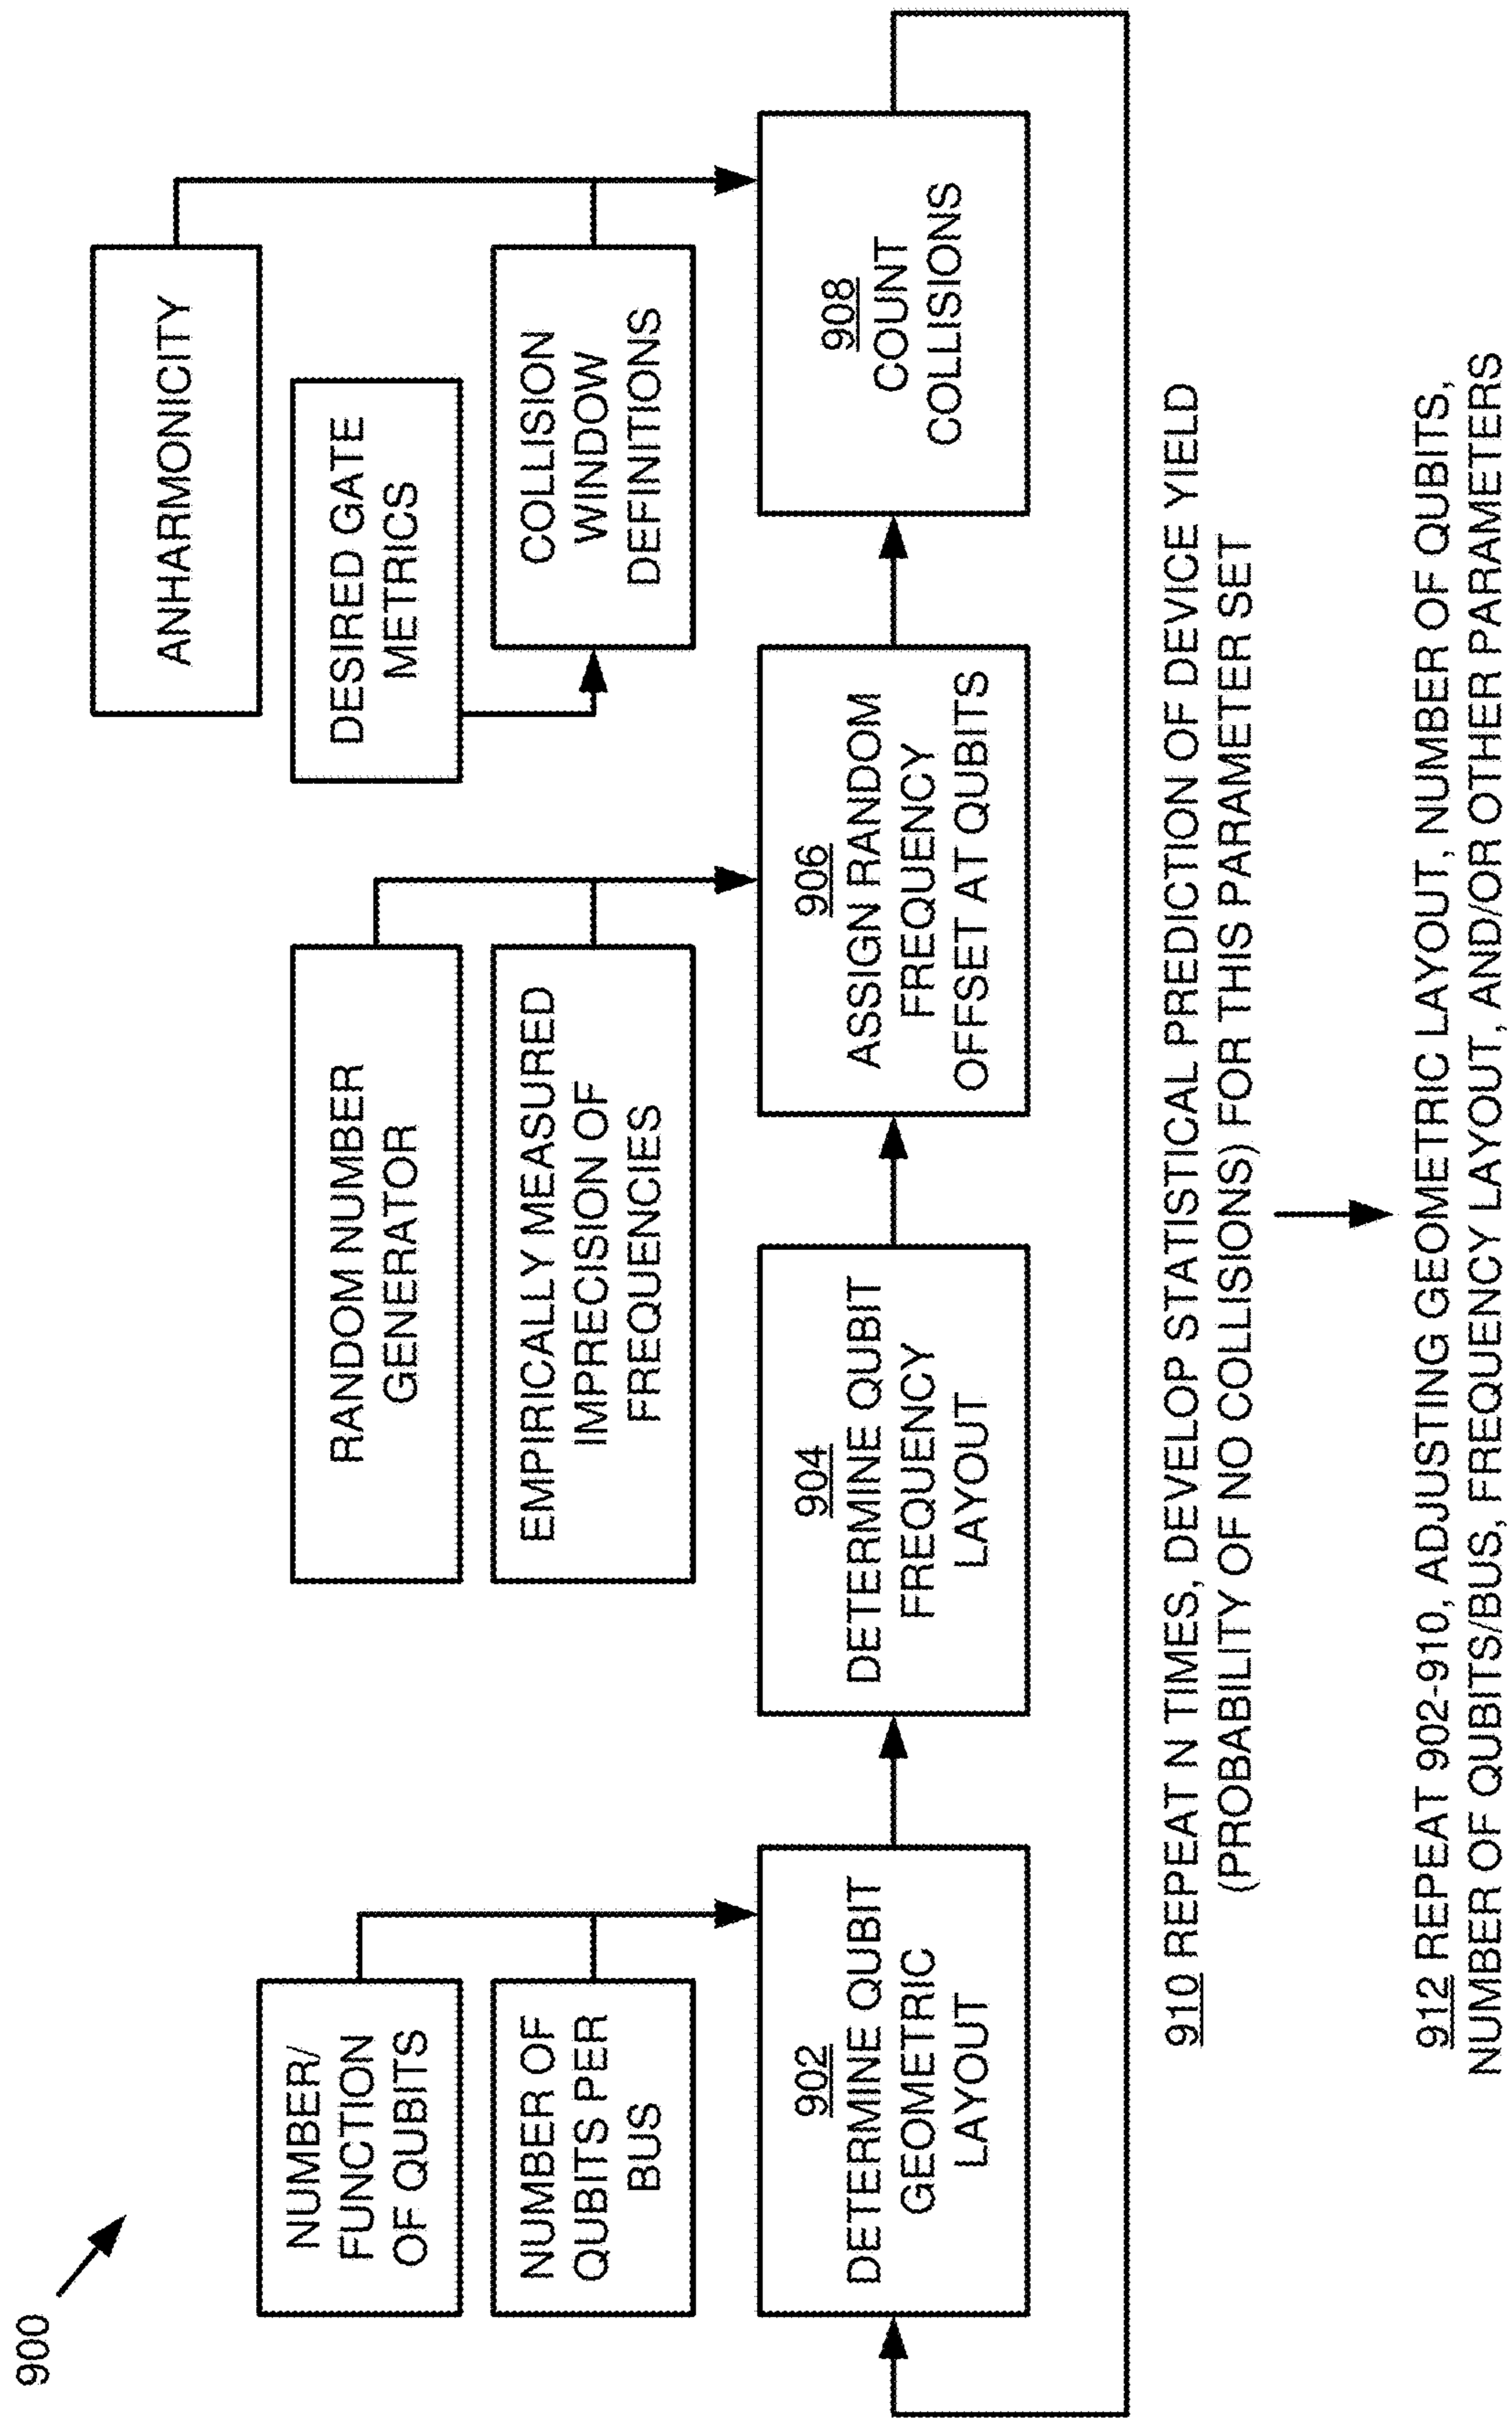 900
NUMBER/
FUNCTION
OF QUBITS
NUMBER OF
QUBITS PER
BUS
902
DETERMINE QUBIT
GEOMETRIC
LAYOUT
904
DETERMINE QUBIT
FREQUENCY
LAYOUT
RANDOM NUMBER
GENERATOR
EMPIRICALLY MEASURED
IMPRECISION OF
FREQUENCIES
906
ASSIGN RANDOM
FREQUENCY
OFFSET AT QUBITS
ANHARMONICITY
DESIRED GATE
METRICS
COLLISION
WINDOW
DEFINITIONS
908
COUNT
COLLISIONS
910 REPEAT N TIMES, DEVELOP STATISTICAL PREDICTION OF DEVICE YIELD
(PROBABILITY OF NO COLLISIONS) FOR THIS PARAMETER SET
912 REPEAT 902-910, ADJUSTING GEOMETRIC LAYOUT, NUMBER OF QUBITS,
NUMBER OF QUBITS/BUS, FREQUENCY LAYOUT, AND/OR OTHER PARAMETERS